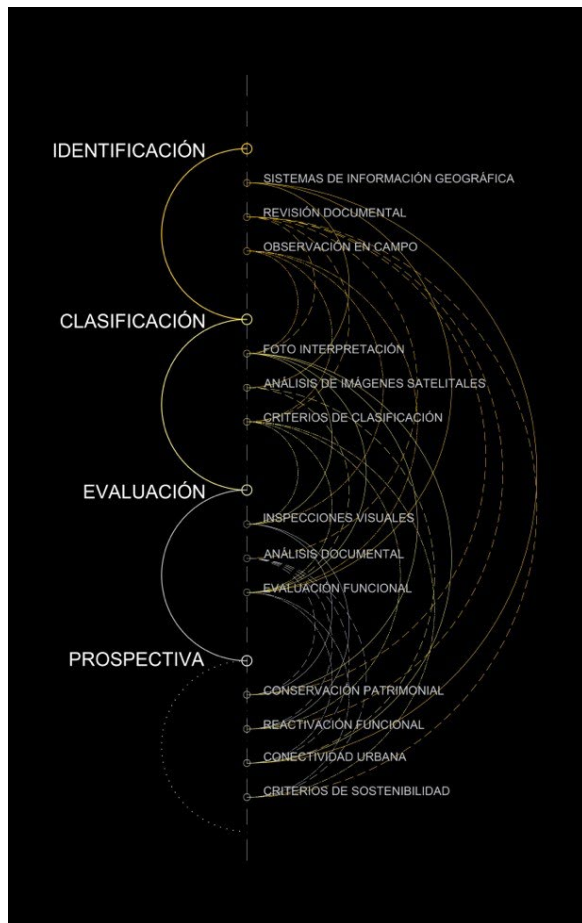 IDENTIFICACIÓN
SISTEMAS DE INFORMACIÓN GEOGRÁFICA
REVISIÓN DOCUMENTAL
OBSERVACIÓN EN CAMPO
CLASIFICACIÓN
FOTO INTERPRETACIÓN
ANÁLISIS DE IMÁGENES SATELITALES
CRITERIOS DE CLASIFICACIÓN
EVALUACIÓN
INSPECCIONES VISUALES
ANÁLISIS DOCUMENTAL
EVALUACIÓN FUNCIONAL
PROSPECTIVA
CONSERVACIÓN PATRIMONIAL
REACTIVACIÓN FUNCIONAL
CONECTIVIDAD URBANA
CRITERIOS DE SOSTENIBILIDAD